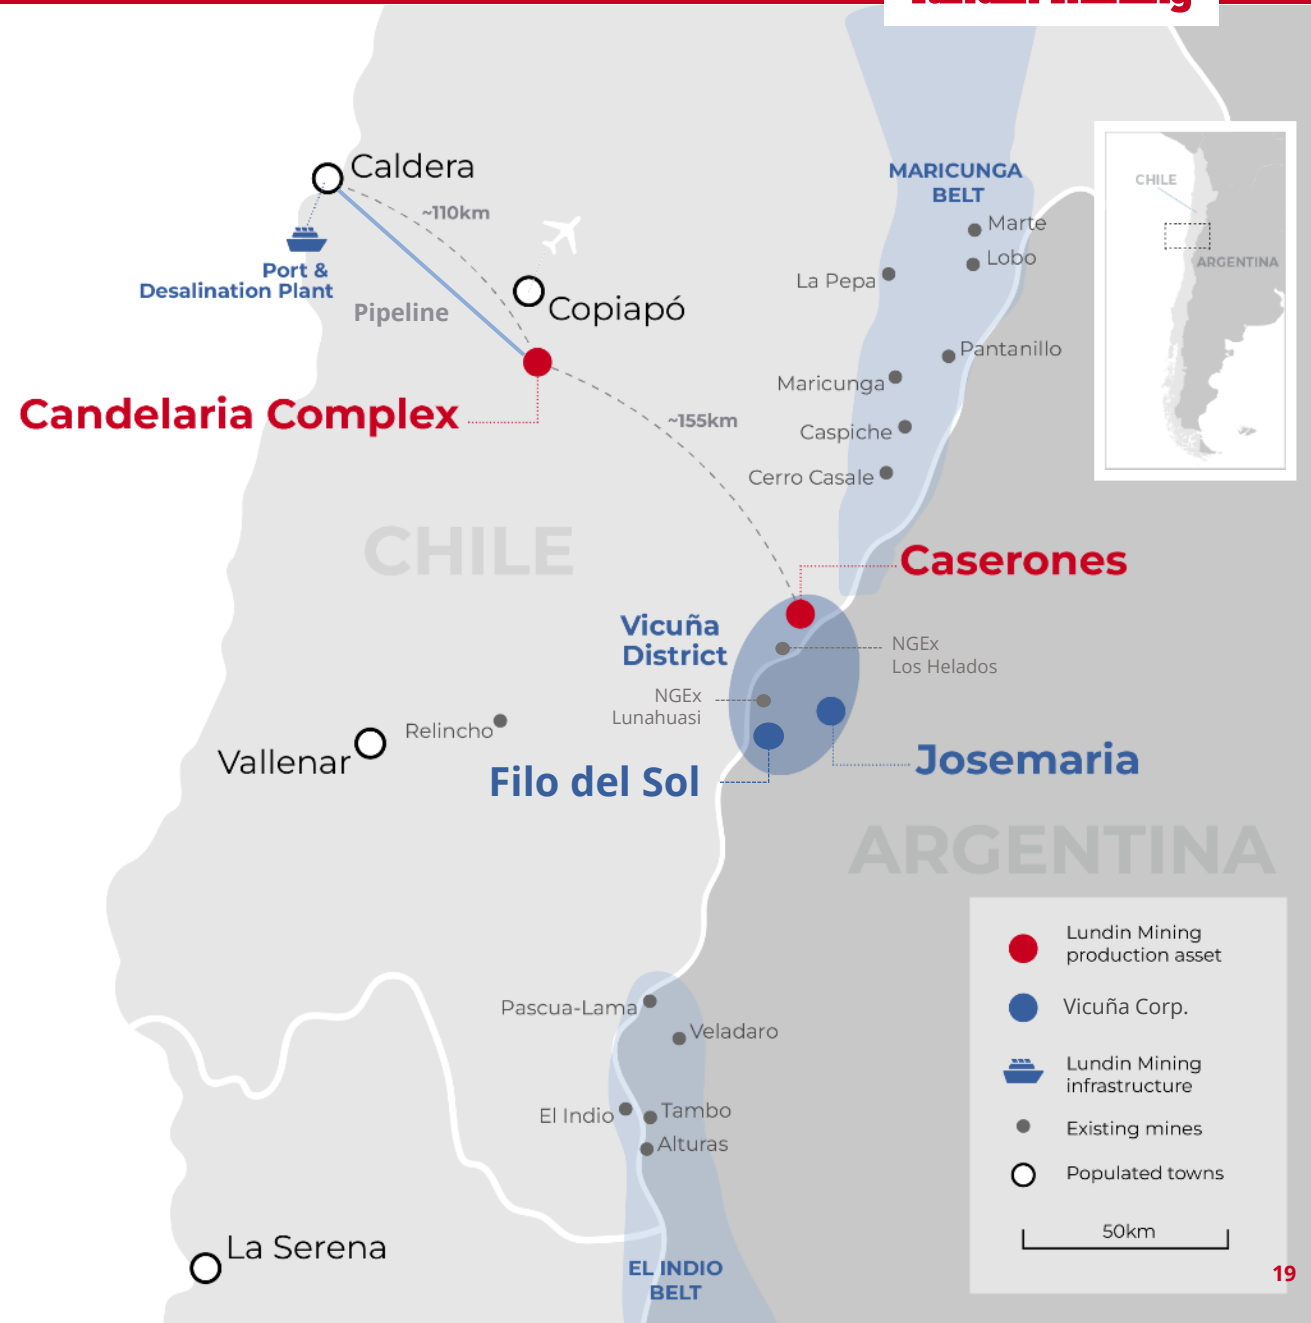 Caldera
~110km
Port &
Desalination Plant
Pipeline
Copiapó
Candelaria Complex
~155km
MARICUNGA
BELT
Marte
Lobo
La Pepa
Pantanillo
Maricunga
Caspiche
Cerro Casale
CHILE
ARGENTINA
CHILE
Caserones
Vicuña
District
NGEx
Los Helados
NGEx
Lunahuasi
Relincho
Vallenar
Filo del Sol
Josemaria
ARGENTINA
Pascua-Lama
Veladaro
El Indio
Tambo
Alturas
La Serena
EL INDIO
BELT
Lundin Mining
production asset
Vicuña Corp.
Lundin Mining
infrastructure
Existing mines
Populated towns
50km
19